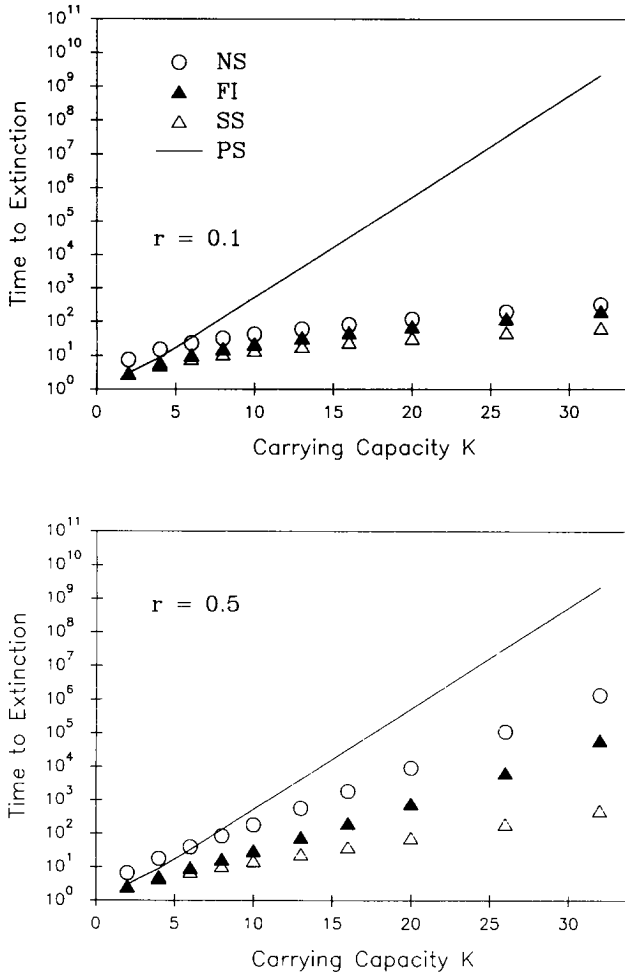 10^11
10^10
10^9
10^8
10^7
10^6
10^5
10^4
10^3
10^2
10^1
10^0
Time to Extinction
NS
FI
SS
PS
r = 0.1
0 5 10 15 20 25 30
Carrying Capacity K
10^11
10^10
10^9
10^8
10^7
10^6
10^5
10^4
10^3
10^2
10^1
10^0
Time to Extinction
r = 0.5
0 5 10 15 20 25 30
Carrying Capacity K